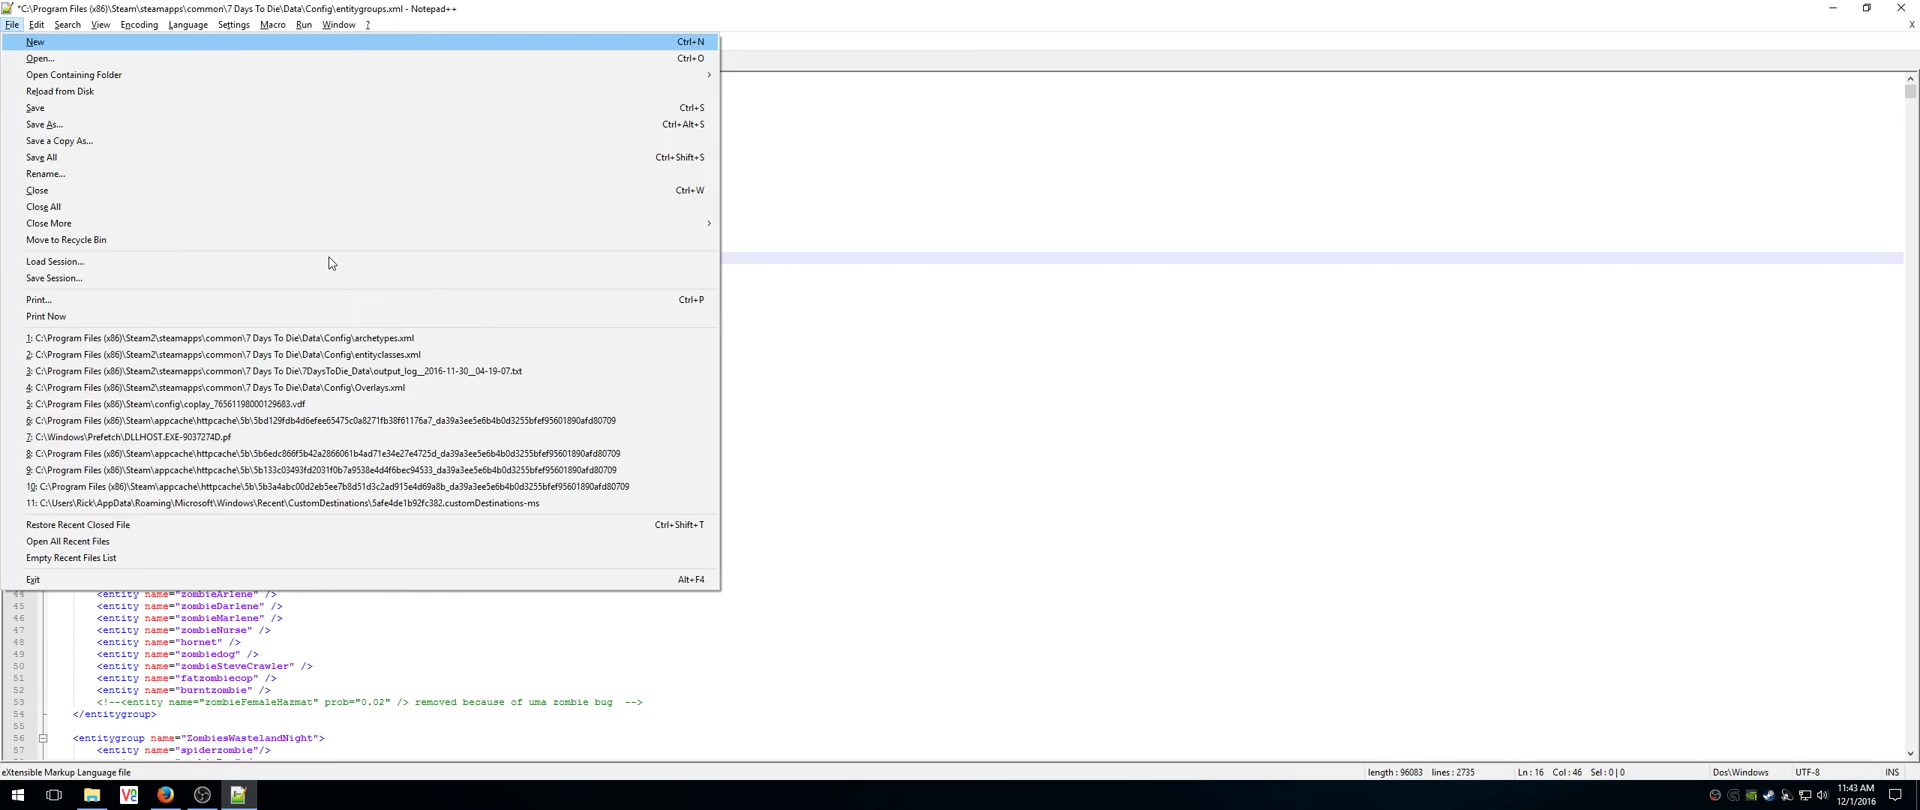 *C:\Program Files (x86)\Steam\steamapps\common\7 Days To Die\Data\Config\entitygroups.xml - Notepad++
File Edit Search View Encoding Language Settings Macro Run Window ? X
New Ctrl+N
Open... Ctrl+O
Open Containing Folder
Reload from Disk
Save Ctrl+S
Save As... Ctrl+Alt+S
Save a Copy As...
Save All Ctrl+Shift+S
Rename...
Close Ctrl+W
Close All
Close More
Move to Recycle Bin
Load Session...
Save Session...
Print... Ctrl+P
Print Now
1: C:\Program Files (x86)\Steam2\steamapps\common\7 Days To Die\Data\Config\archetypes.xml
2: C:\Program Files (x86)\Steam2\steamapps\common\7 Days To Die\Data\Config\entityclasses.xml
3: C:\Program Files (x86)\Steam2\steamapps\common\7 Days To Die\7DaysToDie_Data\output_log__2016-11-30__04-19-07.txt
4: C:\Program Files (x86)\Steam2\steamapps\common\7 Days To Die\Data\Config\Overlays.xml
5: C:\Program Files (x86)\Steam\config\coplay_76561198000129683.vdf
6: C:\Program Files (x86)\Steam\appcache\httpcache\5b\5bd129fdb4d6efee65475c0a8271fb38f61176a7_da39a3ee5e6b4b0d3255bfef95601890afd80709
7: C:\Windows\Prefetch\DLLHOST.EXE-9037274D.pf
8: C:\Program Files (x86)\Steam\appcache\httpcache\5b\5b6edc866f5b42a2866061b4ad71e34e27e4725d_da39a3ee5e6b4b0d3255bfef95601890afd80709
9: C:\Program Files (x86)\Steam\appcache\httpcache\5b\5b133c03493fd2031f0b7a9538e4d4f6bec94533_da39a3ee5e6b4b0d3255bfef95601890afd80709
10: C:\Program Files (x86)\Steam\appcache\httpcache\5b\5b3a4abc00d2eb5ee7b8d51d3c2ad915e4d69a8b_da39a3ee5e6b4b0d3255bfef95601890afd80709
11: C:\Users\Rick\AppData\Roaming\Microsoft\Windows\Recent\CustomDestinations\5afe4de1b92fc382.customDestinations-ms
Restore Recent Closed File Ctrl+Shift+T
Open All Recent Files
Empty Recent Files List
Exit Alt+F4
44 <entity name="zombieArlene" />
45 <entity name="zombieDarlene" />
46 <entity name="zombieMarlene" />
47 <entity name="zombieNurse" />
48 <entity name="hornet" />
49 <entity name="zombiedog" />
50 <entity name="zombieSteveCrawler" />
51 <entity name="fatzombiecop" />
52 <entity name="burntzombie" />
53 <!--<entity name="zombieFemaleHazmat" prob="0.02" /> removed because of uma zombie bug -->
54 </entitygroup>
55
56 <entitygroup name="ZombiesWastelandNight">
57 <entity name="spiderzombie"/>
eXtensible Markup Language file length : 96083 lines : 2735 Ln : 16 Col : 46 Sel : 0 | 0 Dos\Windows UTF-8 INS
11:43 AM
12/1/2016